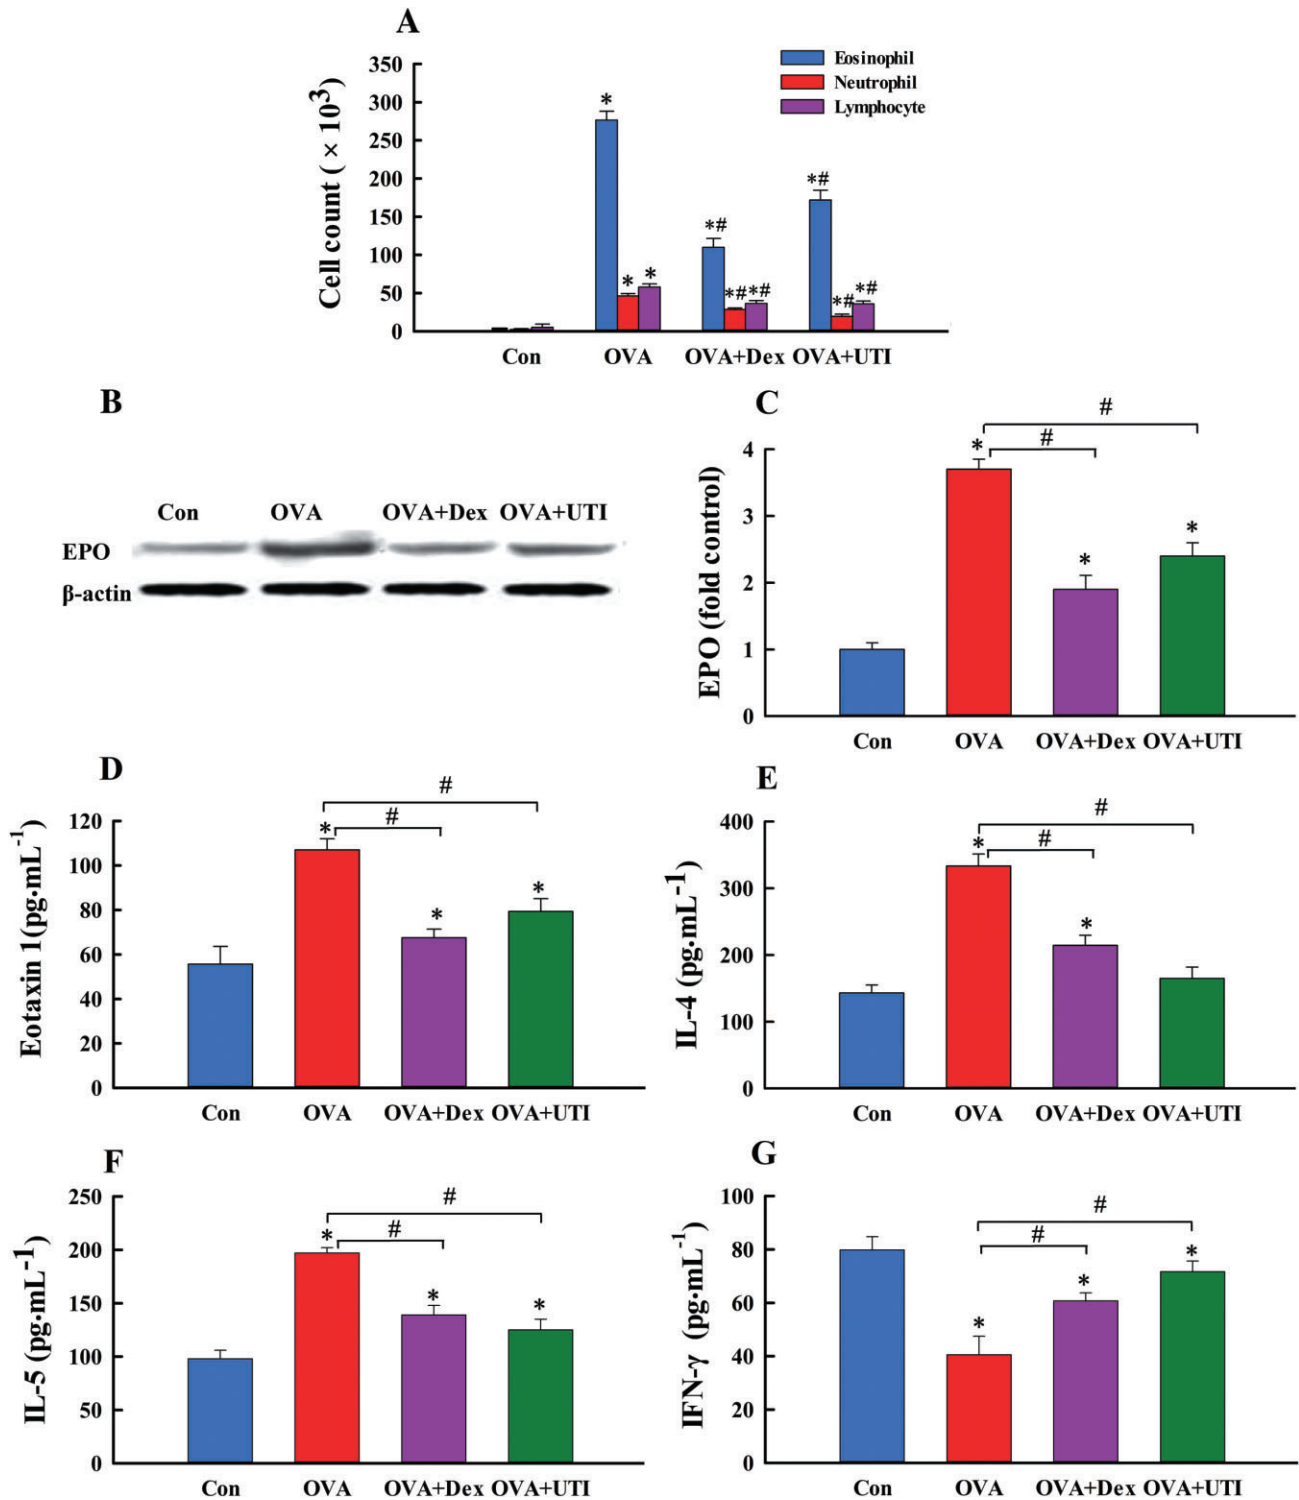 A
Eosinophil
Neutrophil
Lymphocyte
Cell count ( × 10³)
350
300
250
200
150
100
50
0
*
*
*
*#
*#
*#
*#
*#
*#
Con
OVA
OVA+Dex
OVA+UTI
B
Con
OVA
OVA+Dex
OVA+UTI
EPO
β-actin
C
EPO (fold control)
4
3
2
1
0
#
#
*
*
*
Con
OVA
OVA+Dex
OVA+UTI
D
Eotaxin 1(pg·mL⁻¹)
120
100
80
60
40
20
0
#
#
*
*
*
Con
OVA
OVA+Dex
OVA+UTI
E
IL-4 (pg·mL⁻¹)
400
300
200
100
0
#
#
*
*
Con
OVA
OVA+Dex
OVA+UTI
F
IL-5 (pg·mL⁻¹)
250
200
150
100
50
0
#
#
*
*
*
Con
OVA
OVA+Dex
OVA+UTI
G
IFN-γ (pg·mL⁻¹)
100
80
60
40
20
0
#
#
*
*
*
Con
OVA
OVA+Dex
OVA+UTI